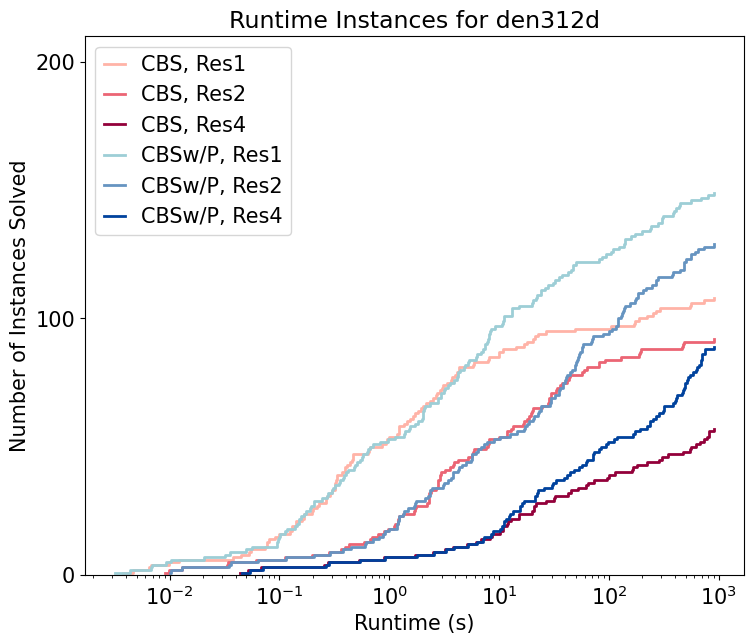 Runtime Instances for den312d
CBS, Res1
CBS, Res2
CBS, Res4
CBSw/P, Res1
CBSw/P, Res2
CBSw/P, Res4
Number of Instances Solved
200
100
0
10⁻² 10⁻¹ 10⁰ 10¹ 10² 10³
Runtime (s)